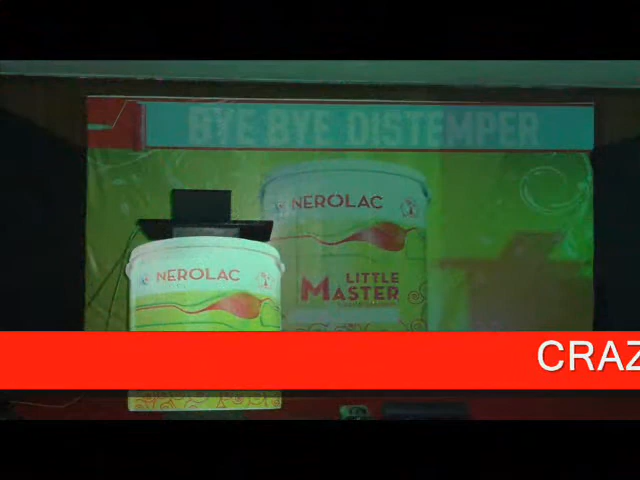 BYE BYE DISTEMPER
NEROLAC
LITTLE
MASTER
NEROLAC
CRAZ